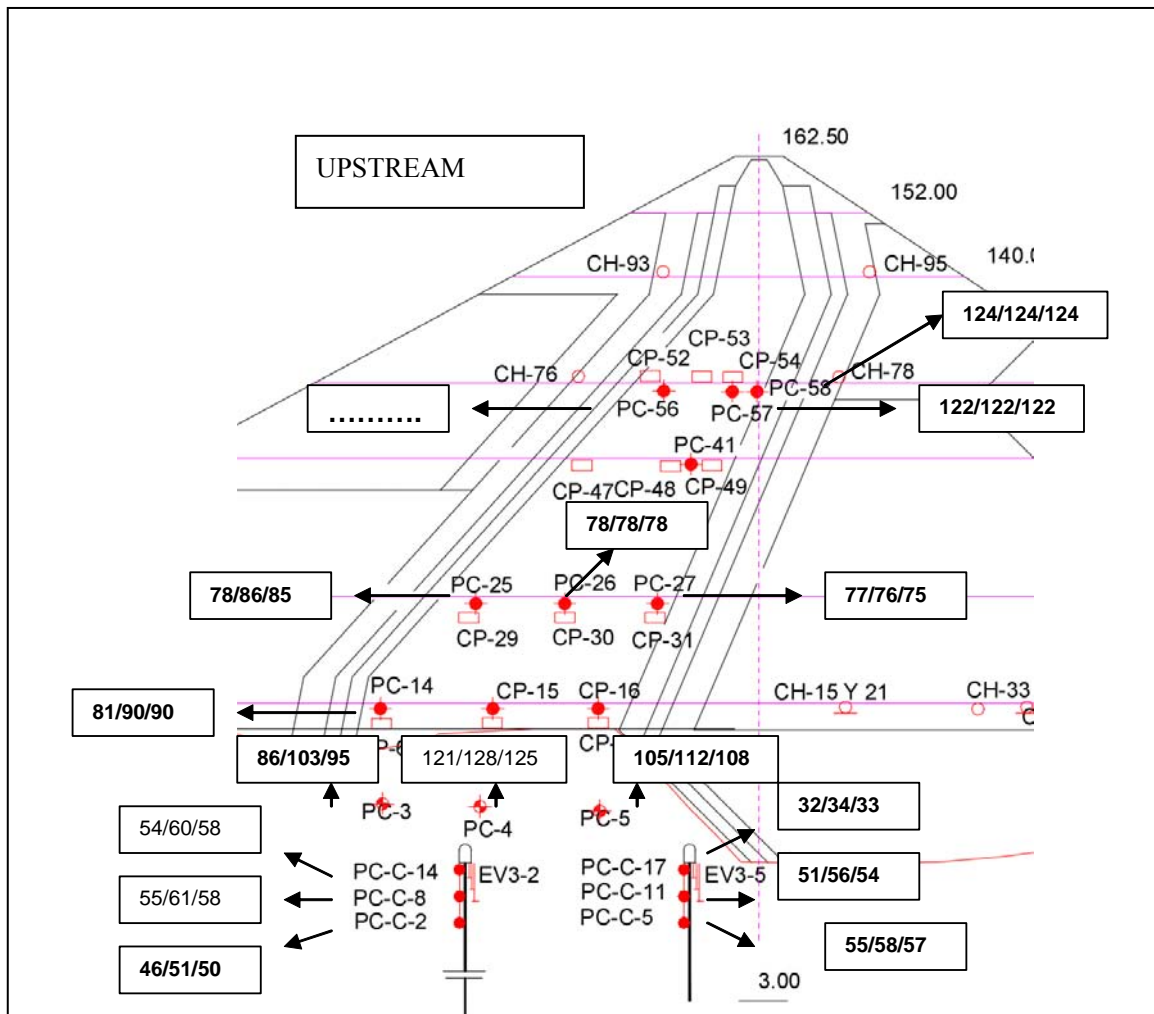 162.50
UPSTREAM
152.00
140.0
CH-93
CH-95
124/124/124
CP-53
CP-52
CP-54
CH-76
CH-78
PC-58
..........
PC-56
PC-57
122/122/122
PC-41
CP-47
CP-48
CP-49
78/78/78
78/86/85
PC-25
PC-26
PC-27
77/76/75
CP-29
CP-30
CP-31
PC-14
CP-15
CP-16
CH-15 Y 21
CH-33
81/90/90
86/103/95
121/128/125
105/112/108
PC-3
PC-4
PC-5
32/34/33
54/60/58
PC-C-14
EV3-2
PC-C-17
EV3-5
51/56/54
55/61/58
PC-C-8
PC-C-11
PC-C-2
PC-C-5
46/51/50
55/58/57
3.00